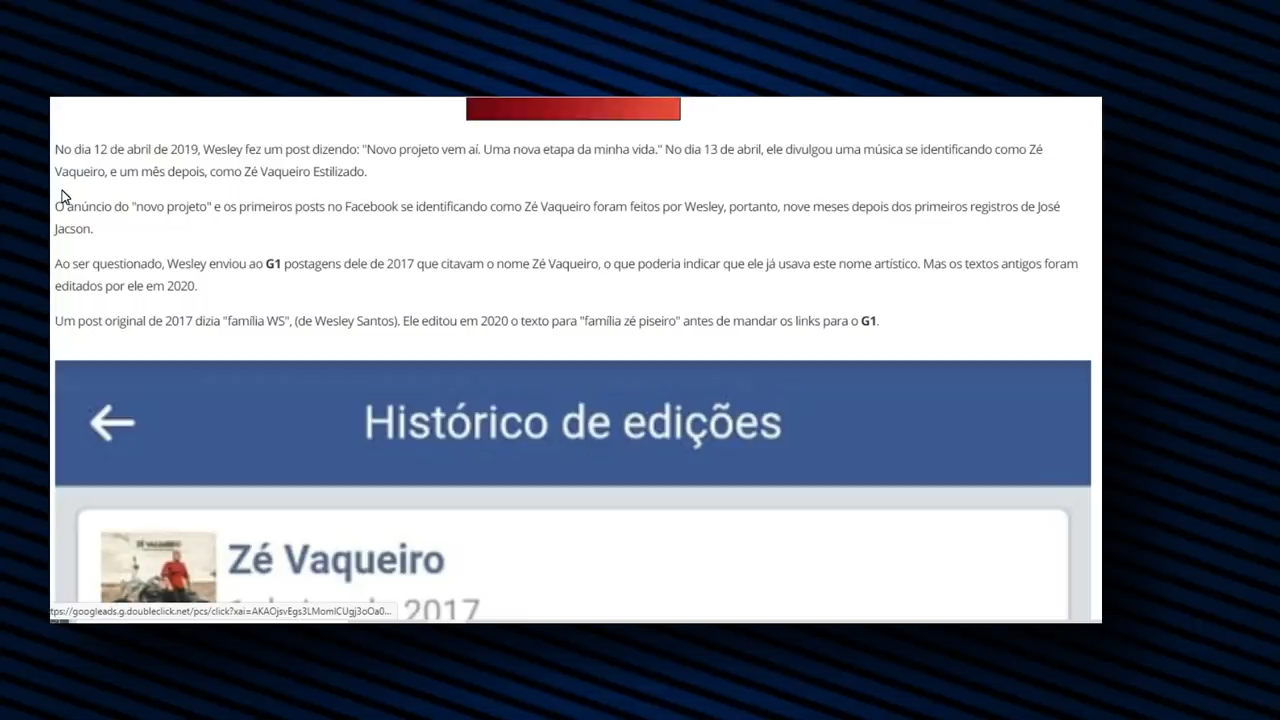 No dia 12 de abril de 2019, Wesley fez um post dizendo: "Novo projeto vem aí. Uma nova etapa da minha vida." No dia 13 de abril, ele divulgou uma música se identificando como Zé
Vaqueiro, e um mês depois, como Zé Vaqueiro Estilizado.
O anúncio do "novo projeto" e os primeiros posts no Facebook se identificando como Zé Vaqueiro foram feitos por Wesley, portanto, nove meses depois dos primeiros registros de José
Jacson.
Ao ser questionado, Wesley enviou ao G1 postagens dele de 2017 que citavam o nome Zé Vaqueiro, o que poderia indicar que ele já usava este nome artístico. Mas os textos antigos foram
editados por ele em 2020.
Um post original de 2017 dizia "família WS", (de Wesley Santos). Ele editou em 2020 o texto para "família zé piseiro" antes de mandar os links para o G1.
Histórico de edições
Zé Vaqueiro
2017